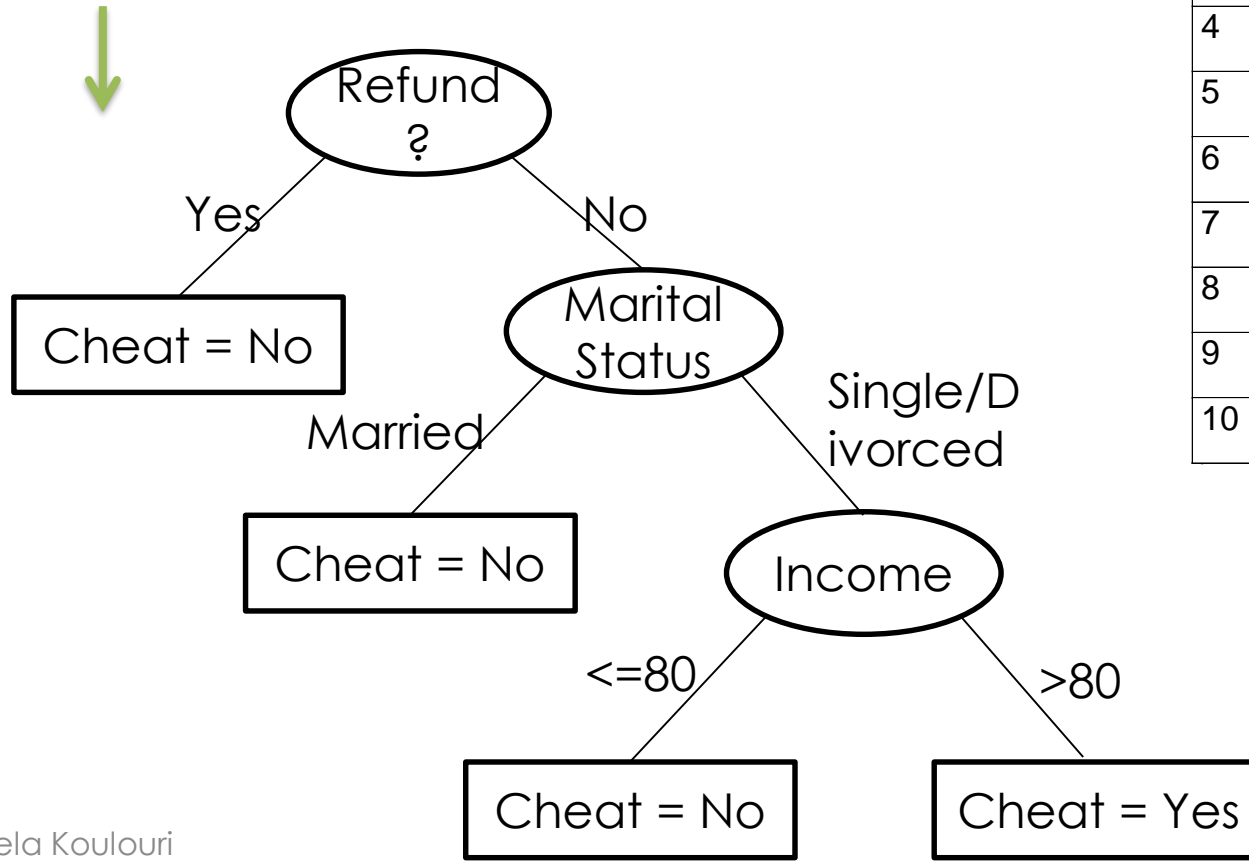 Refund
?
Yes
No
Cheat = No
Marital
Status
Married
Single/D
ivorced
Cheat = No
Income
<=80
>80
Cheat = No
Cheat = Yes
4
5
6
7
8
9
10
ela Koulouri